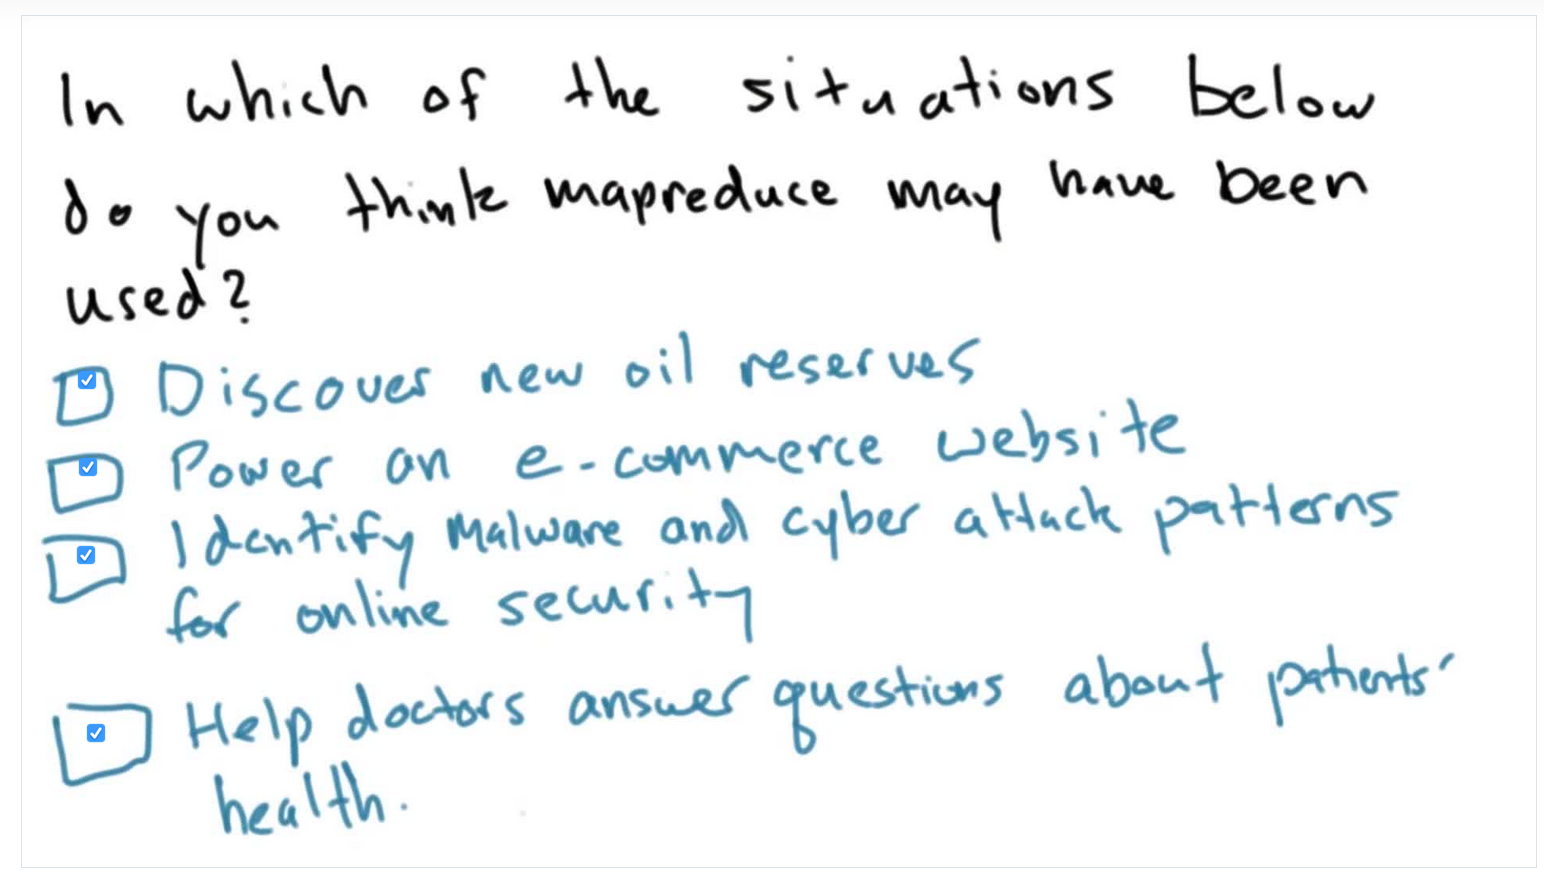 In which of the situations below
do you think mapreduce may have been
used?
Discover new oil reserves
Power an e-commerce website
Identify Malware and cyber attack patterns
for online security
Help doctors answer questions about patients'
health.